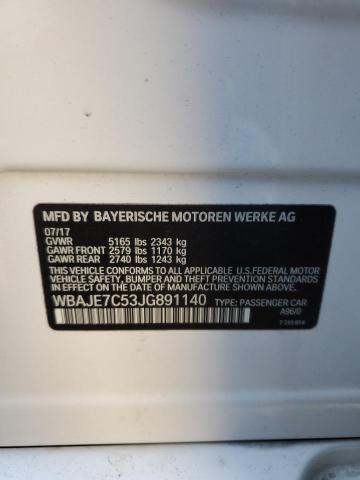 MFD BY BAYERISCHE MOTOREN WERKE AG
07/17
GVWR 5165 lbs 2343 kg
GAWR FRONT 2579 lbs 1170 kg
GAWR REAR 2740 lbs 1243 kg
THIS VEHICLE CONFORMS TO ALL APPLICABLE U.S. FEDERAL MOTOR
VEHICLE SAFETY, BUMPER AND THEFT PREVENTION STANDARDS
IN EFFECT ON THE DATE OF MANUFACTURE SHOWN ABOVE.
WBAJE7C53JG891140 TYPE: PASSENGER CAR
A96/0